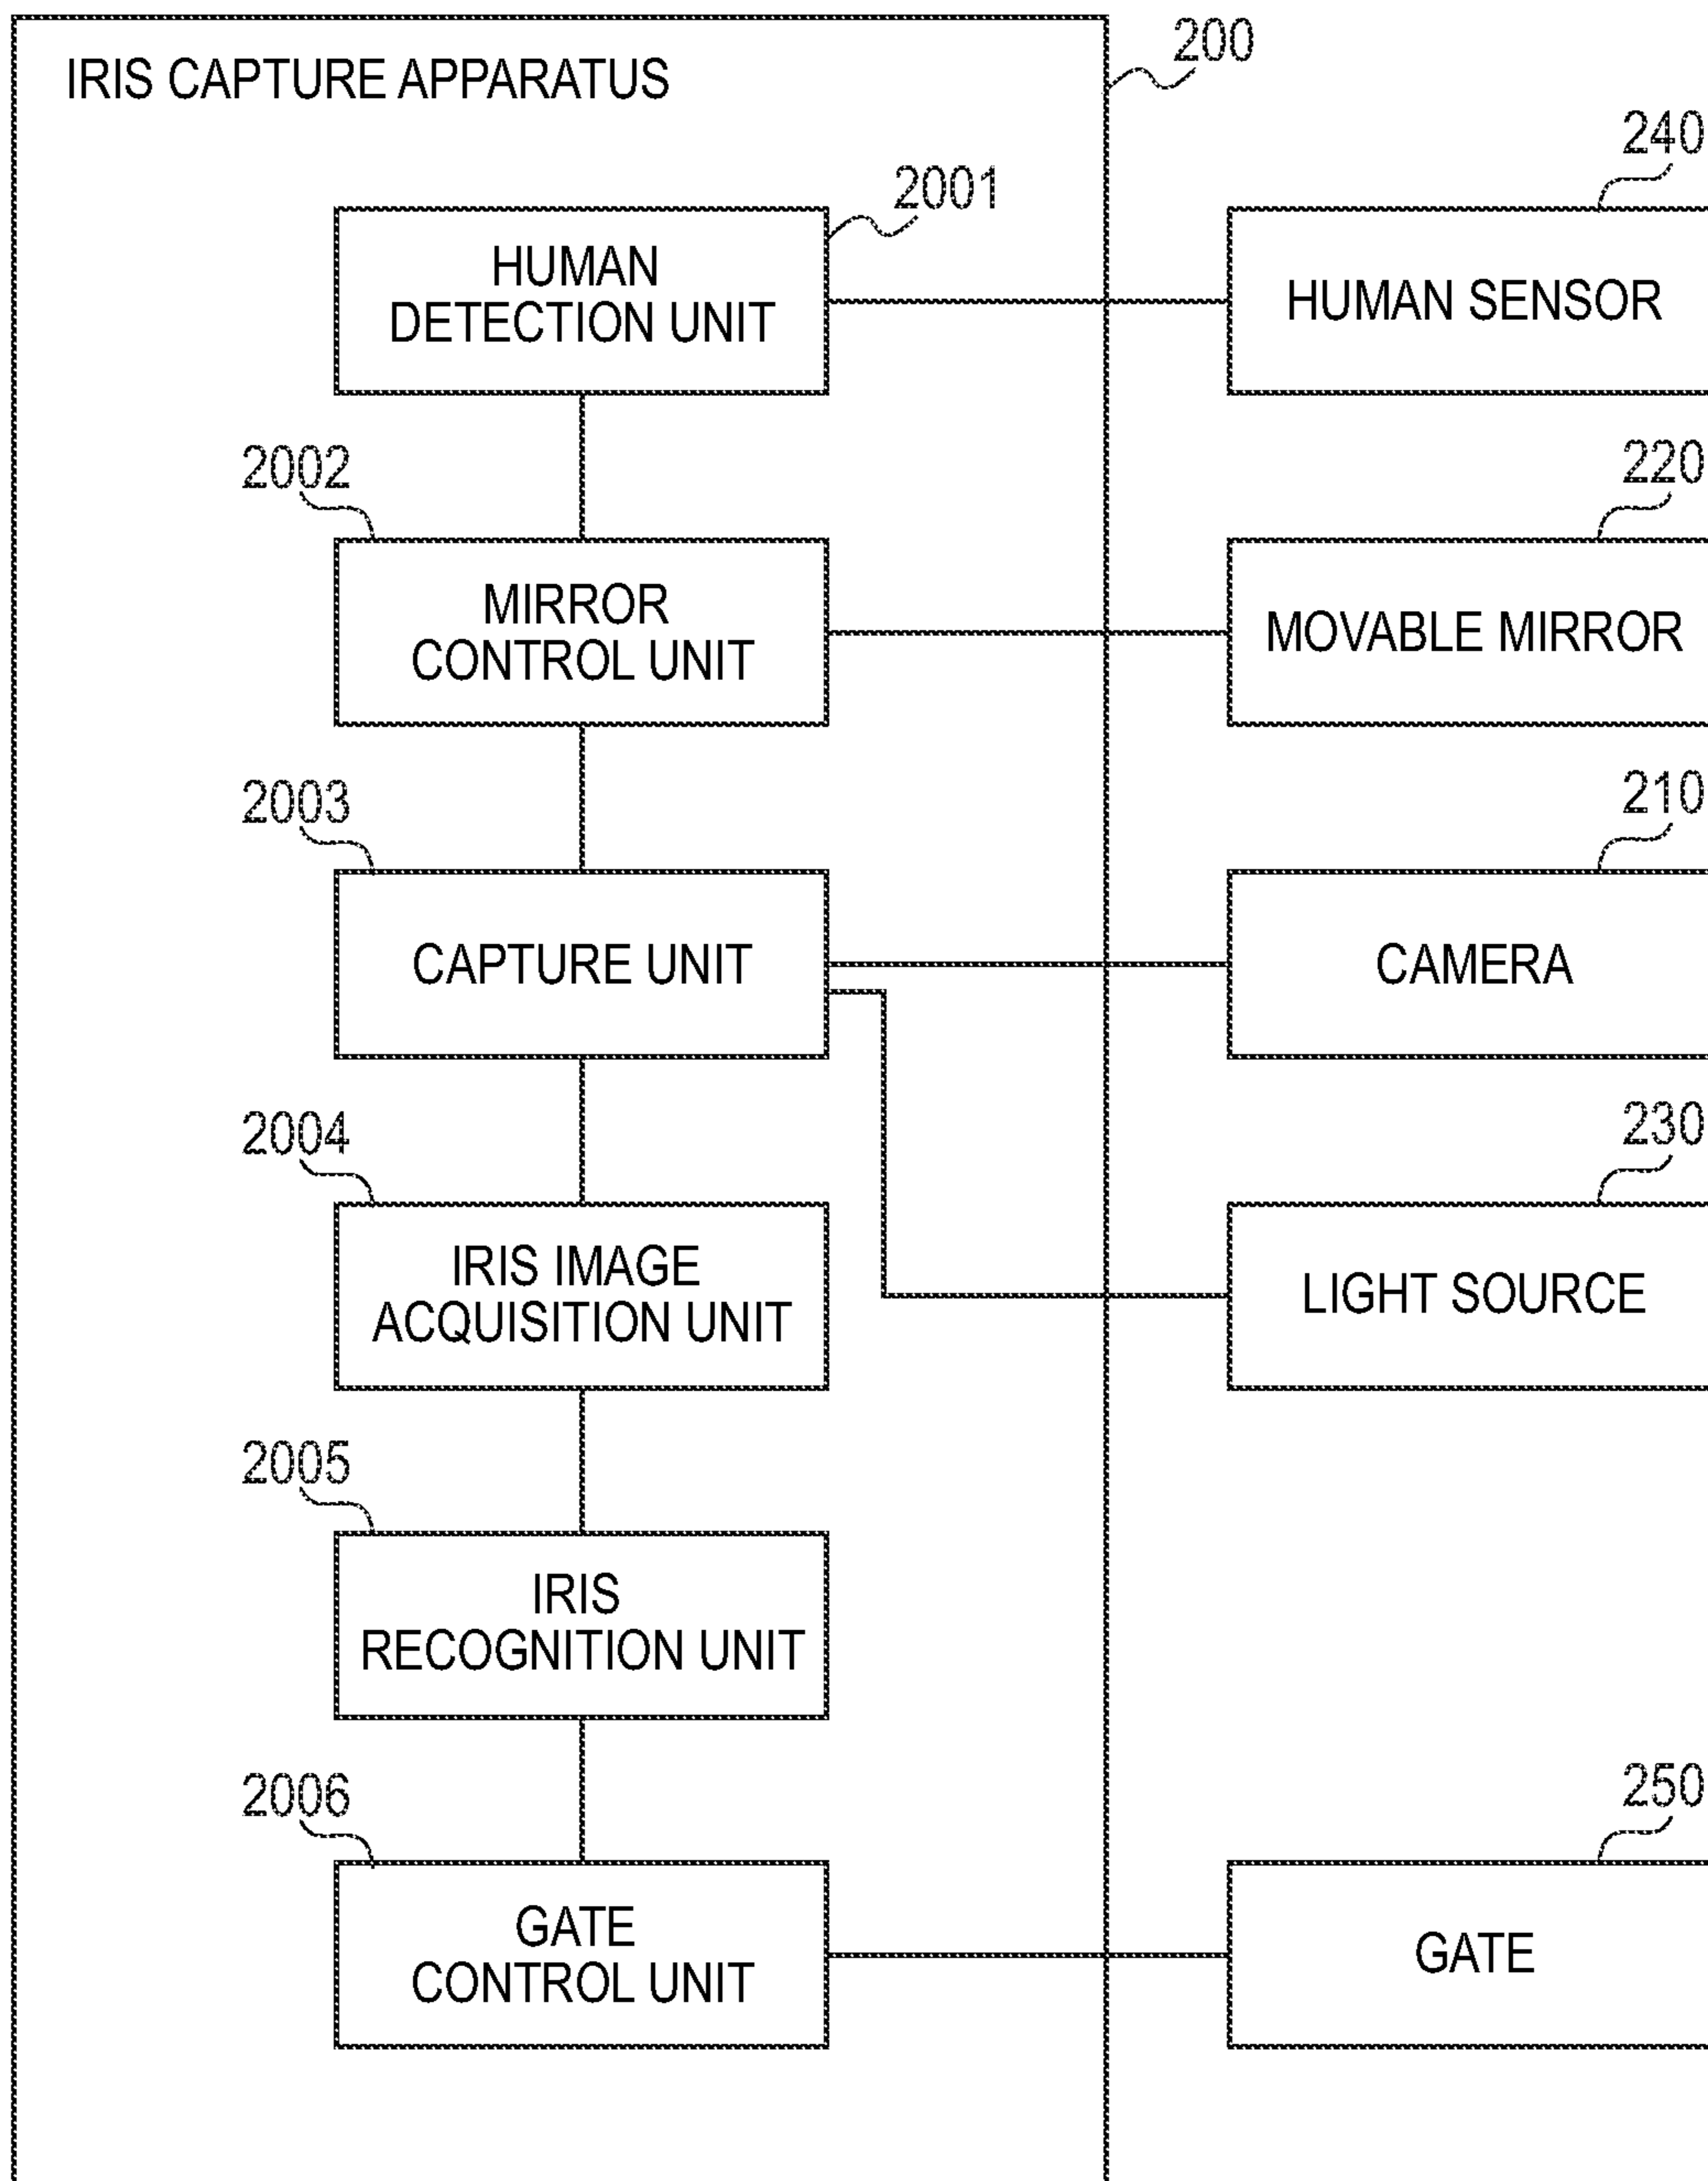 IRIS CAPTURE APPARATUS
200
2001
HUMAN
DETECTION UNIT
240
HUMAN SENSOR
2002
MIRROR
CONTROL UNIT
220
MOVABLE MIRROR
2003
CAPTURE UNIT
210
CAMERA
2004
IRIS IMAGE
ACQUISITION UNIT
230
LIGHT SOURCE
2005
IRIS
RECOGNITION UNIT
2006
GATE
CONTROL UNIT
250
GATE